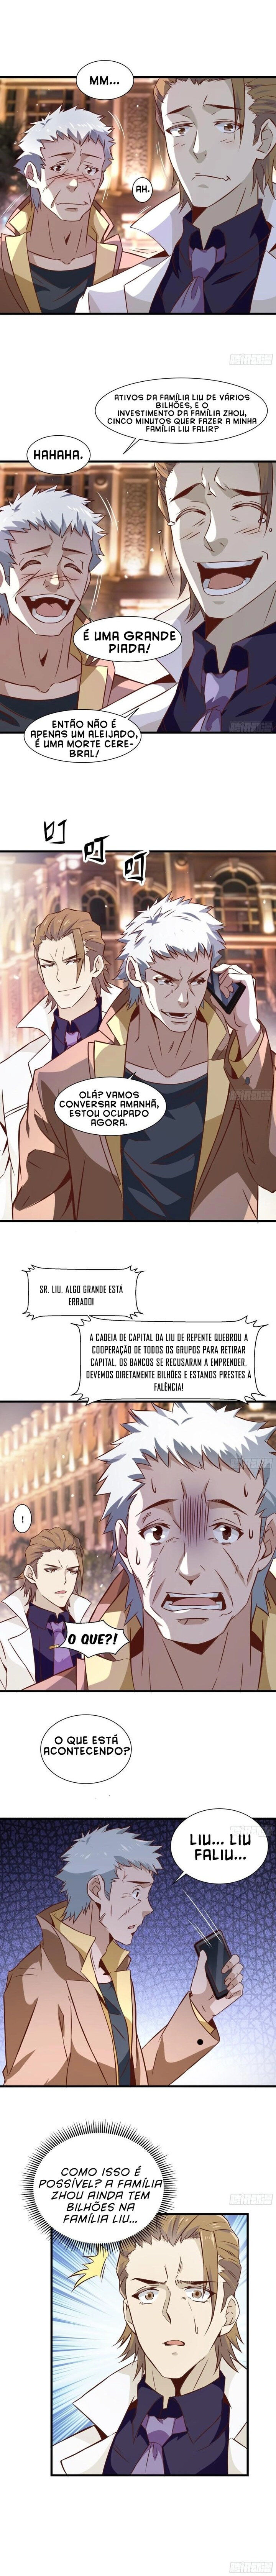 MM...
AH.
ATIVOS DA FAMÍLIA LIU DE VÁRIOS
BILHÕES, E O
INVESTIMENTO DA FAMÍLIA ZHOU,
CINCO MINUTOS QUER FAZER A MINHA
FAMÍLIA LIU FALIR?
HAHAHA.
É UMA GRANDE
PIADA!
ENTÃO NÃO É
APENAS UM ALEIJADO,
É UMA MORTE CERE-
BRAL!
叮
叮
叮
OLÁ? VAMOS
CONVERSAR AMANHÃ,
ESTOU OCUPADO
AGORA.
SR. LIU, ALGO GRANDE ESTÁ
ERRADO!
A CADEIA DE CAPITAL DA LIU DE REPENTE QUEBROU A
COOPERAÇÃO DE TODOS OS GRUPOS PARA RETIRAR
CAPITAL. OS BANCOS SE RECUSARAM A EMPRENDER.
DEVEMOS DIRETAMENTE BILHÕES E ESTAMOS PRESTES À
FALÊNCIA!
!
O QUE?!
O QUE ESTÁ
ACONTECENDO?
LIU... LIU
FALIU...
COMO ISSO É
POSSÍVEL? A FAMÍLIA
ZHOU AINDA TEM
BILHÕES NA
FAMÍLIA LIU...